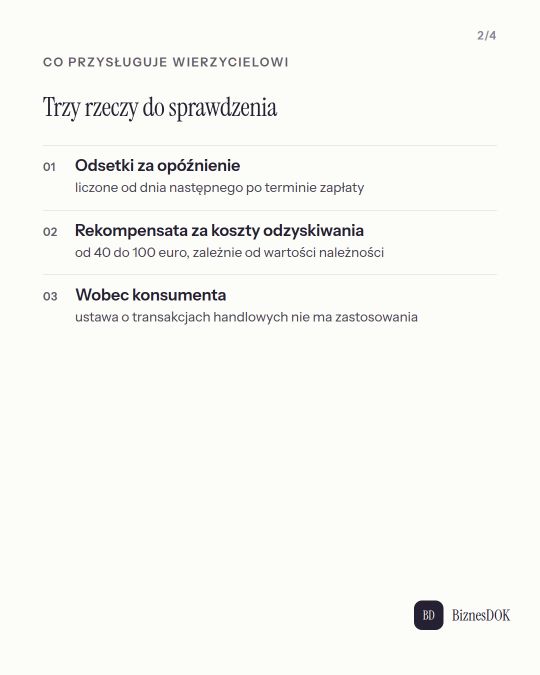 2/4
CO PRZYSŁUGUJE WIERZYCIELOWI
Trzy rzeczy do sprawdzenia
01 Odsetki za opóźnienie
liczone od dnia następnego po terminie zapłaty
02 Rekompensata za koszty odzyskiwania
od 40 do 100 euro, zależnie od wartości należności
03 Wobec konsumenta
ustawa o transakcjach handlowych nie ma zastosowania
BD BiznesDOK